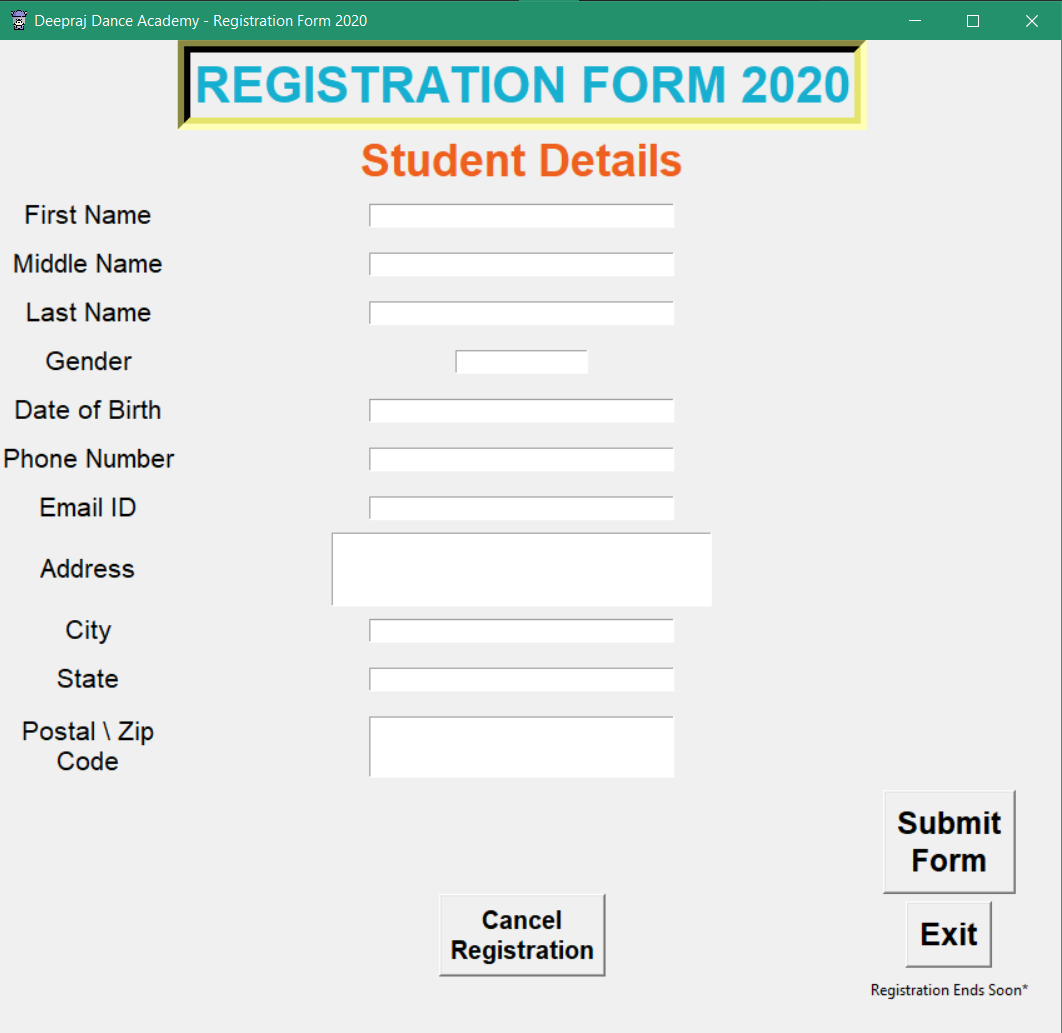 Deepraj Dance Academy - Registration Form 2020
REGISTRATION FORM 2020
Student Details
First Name
Middle Name
Last Name
Gender
Date of Birth
Phone Number
Email ID
Address
City
State
Postal \ Zip
Code
Submit
Form
Cancel
Registration
Exit
Registration Ends Soon*